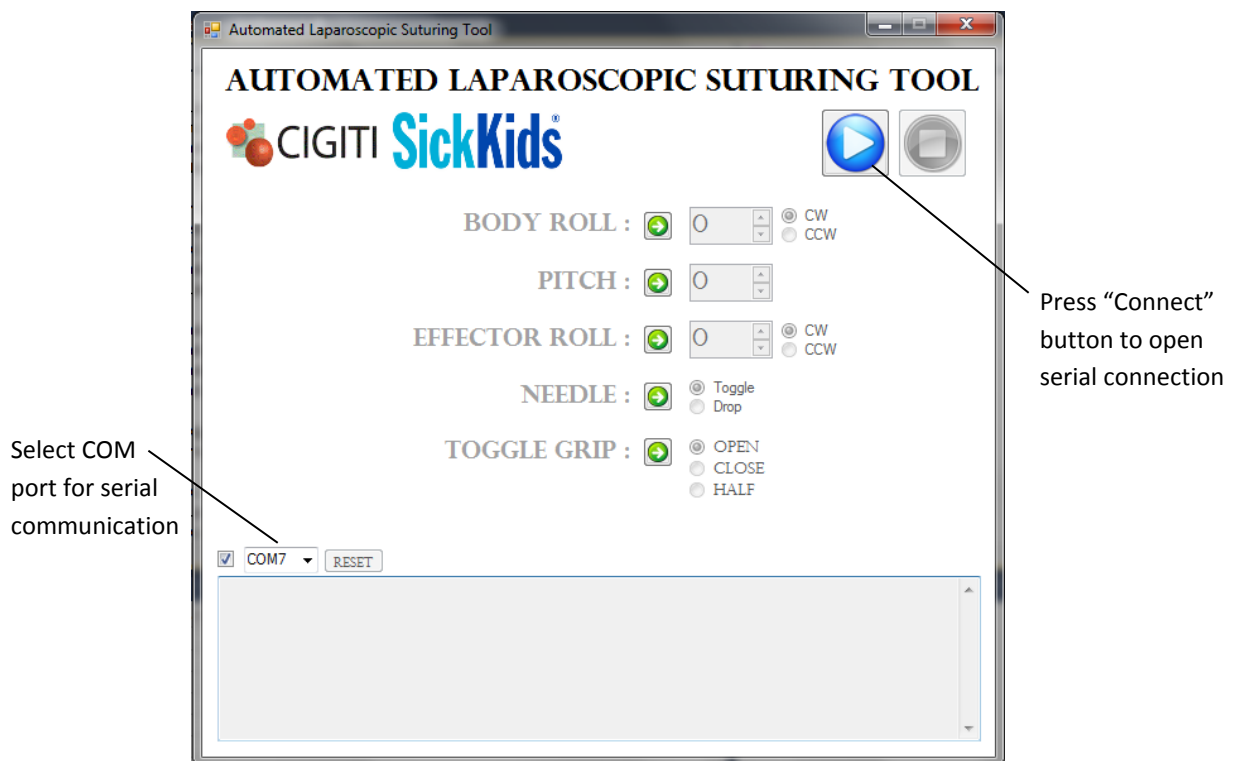 Automated Laparoscopic Suturing Tool
AUTOMATED LAPAROSCOPIC SUTURING TOOL
CIGITI SickKids®
BODY ROLL : 0 CW
CCW
PITCH : 0
EFFECTOR ROLL : 0 CW
CCW
NEEDLE : Toggle
Drop
TOGGLE GRIP : OPEN
CLOSE
HALF
COM7 RESET
Press “Connect”
button to open
serial connection
Select COM
port for serial
communication